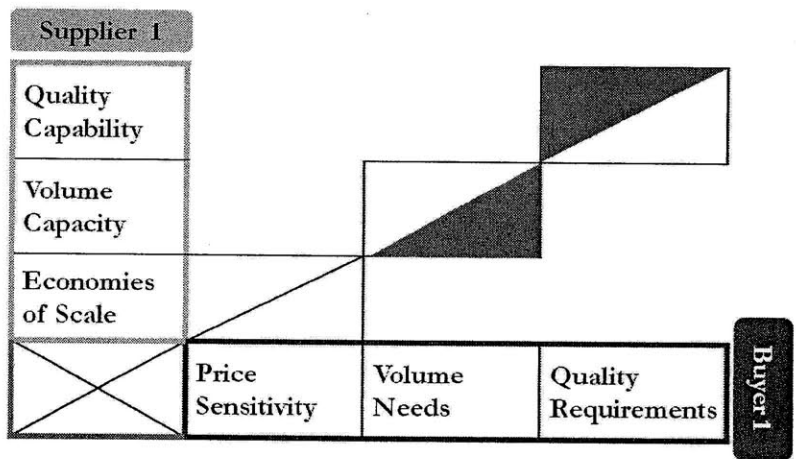 Supplier 1
Quality
Capability
Volume
Capacity
Economies
of Scale
Price
Sensitivity
Volume
Needs
Quality
Requirements
Buyer 1